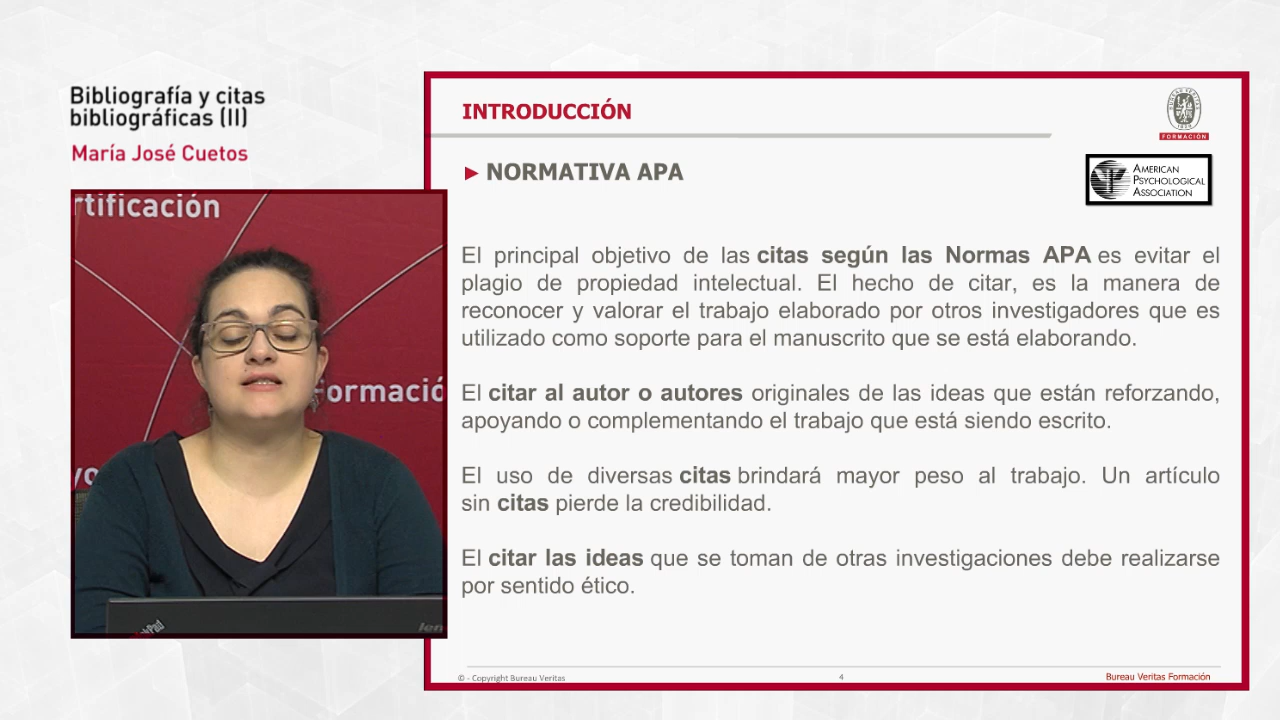 Bibliografía y citas
bibliográficas (II)
María José Cuetos
rtificación
Formació
INTRODUCCIÓN
BUREAU VERITAS
1828
FORMACIÓN
► NORMATIVA APA
AMERICAN
PSYCHOLOGICAL
ASSOCIATION
El principal objetivo de las citas según las Normas APA es evitar el
plagio de propiedad intelectual. El hecho de citar, es la manera de
reconocer y valorar el trabajo elaborado por otros investigadores que es
utilizado como soporte para el manuscrito que se está elaborando.
El citar al autor o autores originales de las ideas que están reforzando,
apoyando o complementando el trabajo que está siendo escrito.
El uso de diversas citas brindará mayor peso al trabajo. Un artículo
sin citas pierde la credibilidad.
El citar las ideas que se toman de otras investigaciones debe realizarse
por sentido ético.
© - Copyright Bureau Veritas
4
Bureau Veritas Formación